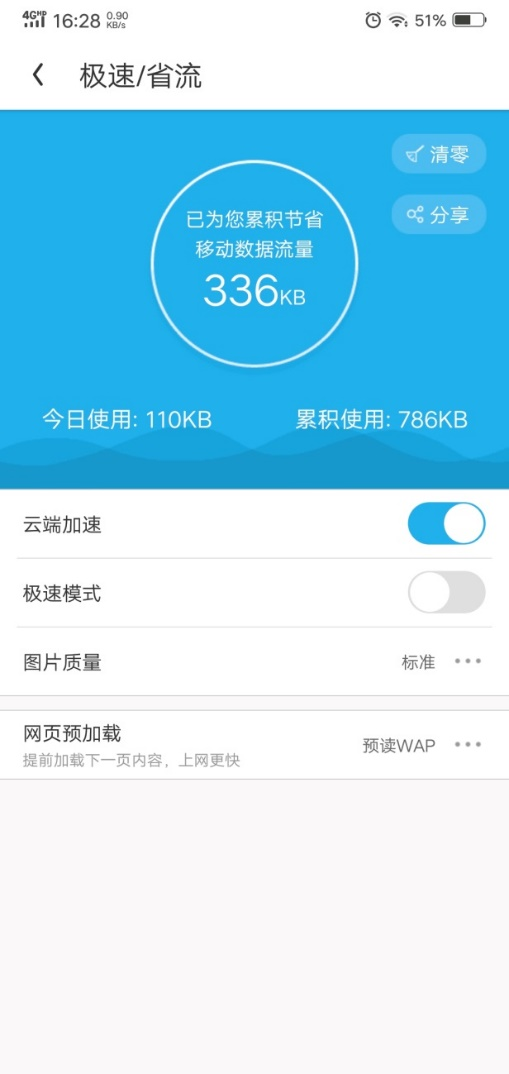 4GHD 16:28 0.90 KB/s 51%
极速/省流
清零
分享
已为您累积节省
移动数据流量
336KB
今日使用: 110KB 累积使用: 786KB
云端加速
极速模式
图片质量 标准
网页预加载
提前加载下一页内容，上网更快
预读WAP